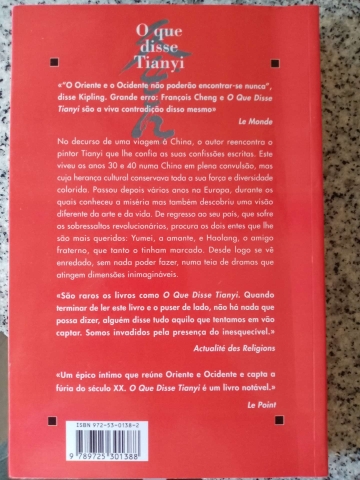 O que
disse
Tianyi
«“O Oriente e o Ocidente não poderão encontrar-se nunca”,
disse Kipling. Grande erro: François Cheng e O Que Disse
Tianyi são a viva contradição disso mesmo»
Le Monde
No decurso de uma viagem à China, o autor reencontra o
pintor Tianyi que lhe confia as suas confissões escritas. Este
viveu os anos 30 e 40 numa China em plena convulsão, mas
cuja herança cultural conservava toda a sua força e diversidade
colorida. Passou depois vários anos na Europa, durante os
quais conheceu a miséria mas também descobriu uma visão
diferente da arte e da vida. De regresso ao seu país, que sofre
os sobressaltos revolucionários, procura os dois entes que lhe
são mais queridos: Yumei, a amante, e Haolang, o amigo
fraterno, que tanto o tinham marcado. Desde logo se vê
enredado, sem nada poder fazer, numa teia de dramas que
atingem dimensões inimagináveis.
«São raros os livros como O Que Disse Tianyi. Quando
terminar de ler este livro e o puser de lado, não há nada que
possa dizer, alguém disse tudo aquilo que tentamos em vão
captar. Somos invadidos pela presença do inesquecível.»
Actualité des Religions
«Um épico íntimo que reúne Oriente e Ocidente e capta a
fúria do século XX. O Que Disse Tianyi é um livro notável.»
Le Point
ISBN 972-53-0138-2
9 789725 301388